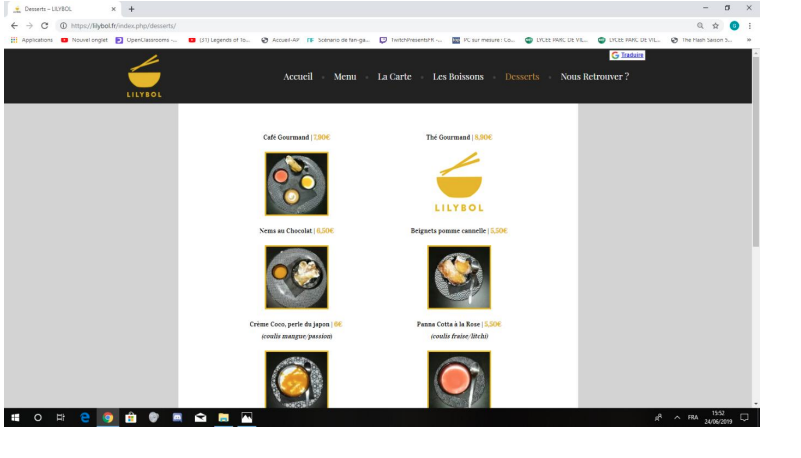 Desserts – LILYBOL
https://lilybol.fr/index.php/desserts/
Applications Nouvel onglet OpenClassrooms -... (31) Legends of To... Accueil-AP Scénario de fan-ga... TwitchPresentsFR -... PC sur mesure : Co... LYCEE PARC DE VIL... LYCEE PARC DE VIL... The Flash Saison 5...
Traduire
LILYBOL
Accueil Menu La Carte Les Boissons Desserts Nous Retrouver ?
Café Gourmand | 7,90€
Thé Gourmand | 8,90€
LILYBOL
Nems au Chocolat | 6,50€
Beignets pomme cannelle | 5,50€
Crème Coco, perle du japon | 6€
(coulis mangue/passion)
Panna Cotta à la Rose | 5,50€
(coulis fraise/litchi)
FRA
15:52
24/06/2019